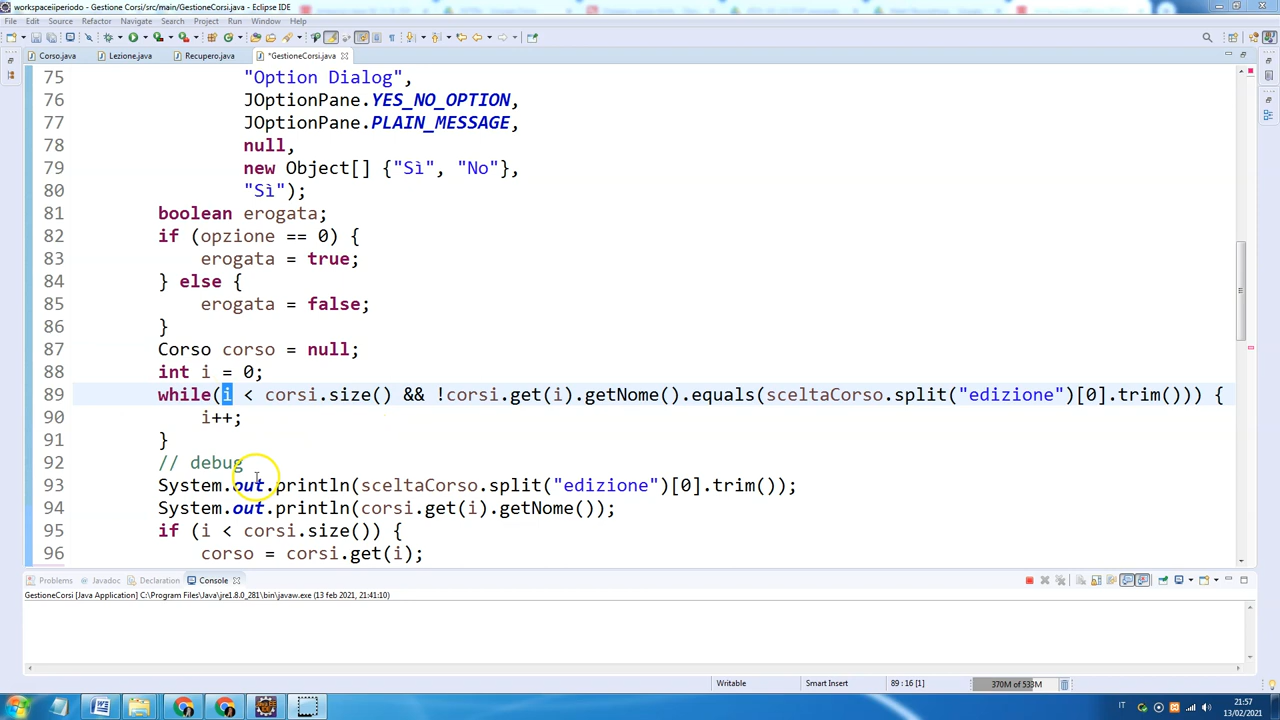 workspaceiiperiodo - Gestione Corsi/src/main/GestioneCorsi.java - Eclipse IDE
File Edit Source Refactor Navigate Search Project Run Window Help
Corso.java Lezione.java Recupero.java *GestioneCorsi.java
75 "Option Dialog",
76 JOptionPane.YES_NO_OPTION,
77 JOptionPane.PLAIN_MESSAGE,
78 null,
79 new Object[] {"Sì", "No"},
80 "Sì");
81 boolean erogata;
82 if (opzione == 0) {
83 erogata = true;
84 } else {
85 erogata = false;
86 }
87 Corso corso = null;
88 int i = 0;
89 while(i < corsi.size() && !corsi.get(i).getNome().equals(sceltaCorso.split("edizione")[0].trim())) {
90 i++;
91 }
92 // debug
93 System.out.println(sceltaCorso.split("edizione")[0].trim());
94 System.out.println(corsi.get(i).getNome());
95 if (i < corsi.size()) {
96 corso = corsi.get(i);
Problems Javadoc Declaration Console
GestioneCorsi [Java Application] C:\Program Files\Java\jre1.8.0_281\bin\javaw.exe (13 feb 2021, 21:41:10)
Writable Smart Insert 89 : 16 [1] 370M of 533M
IT 21:57
13/02/2021